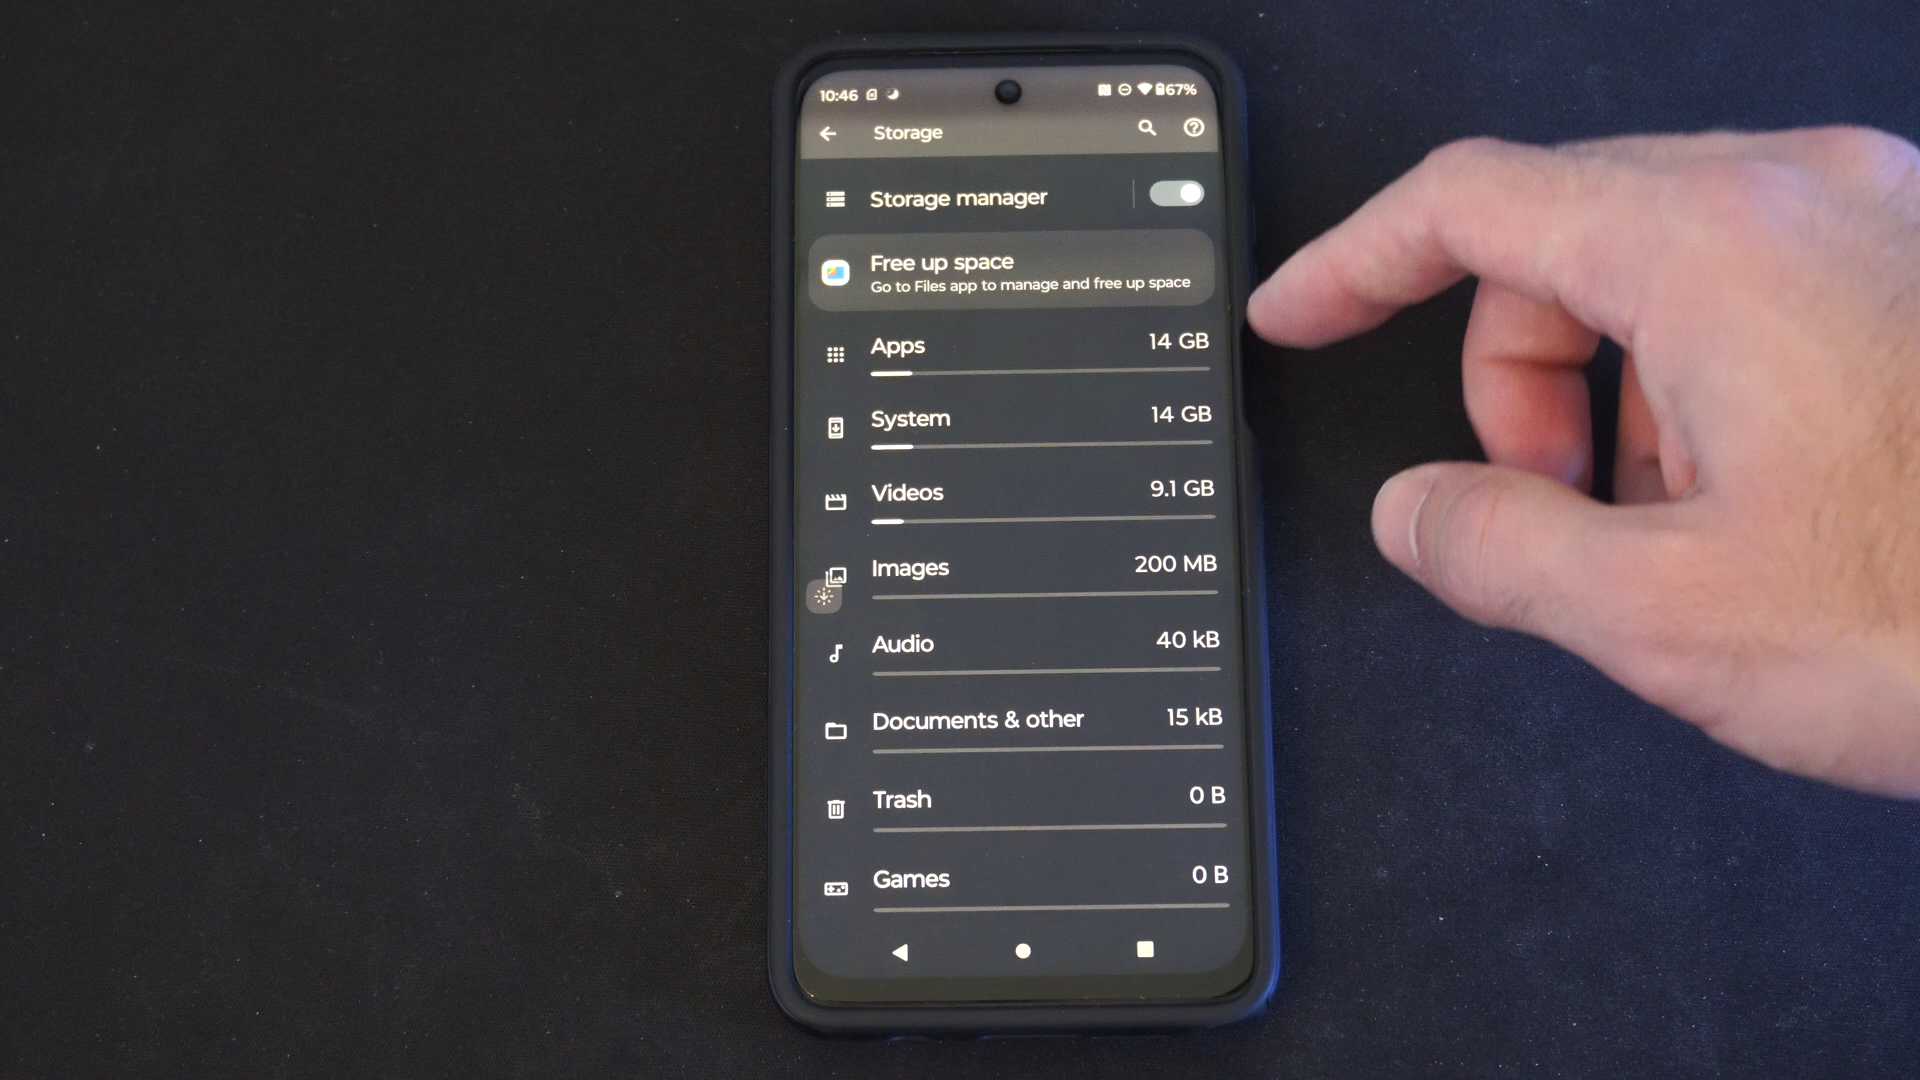 10:46 67%
Storage
Storage manager
Free up space
Go to Files app to manage and free up space
Apps 14 GB
System 14 GB
Videos 9.1 GB
Images 200 MB
Audio 40 kB
Documents & other 15 kB
Trash 0 B
Games 0 B